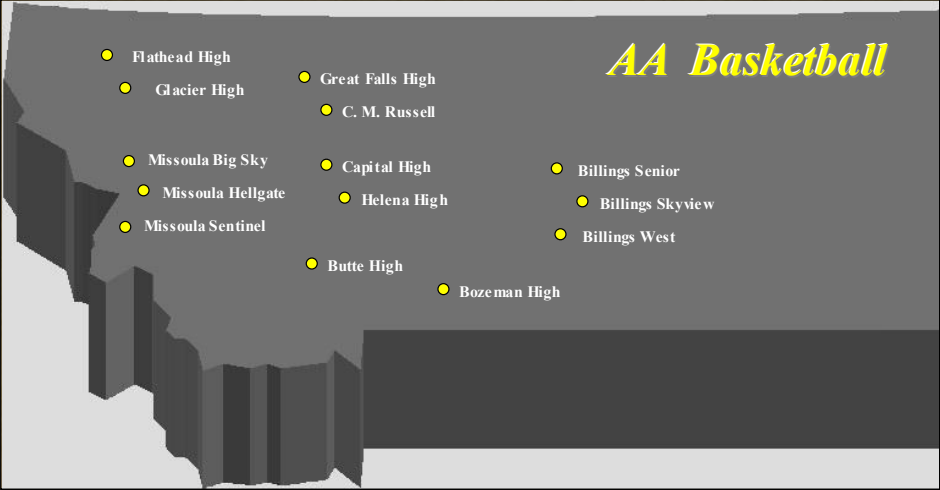 AA Basketball
Flathead High
Glacier High
Great Falls High
C. M. Russell
Missoula Big Sky
Missoula Hellgate
Missoula Sentinel
Capital High
Helena High
Billings Senior
Billings Skyview
Billings West
Butte High
Bozeman High